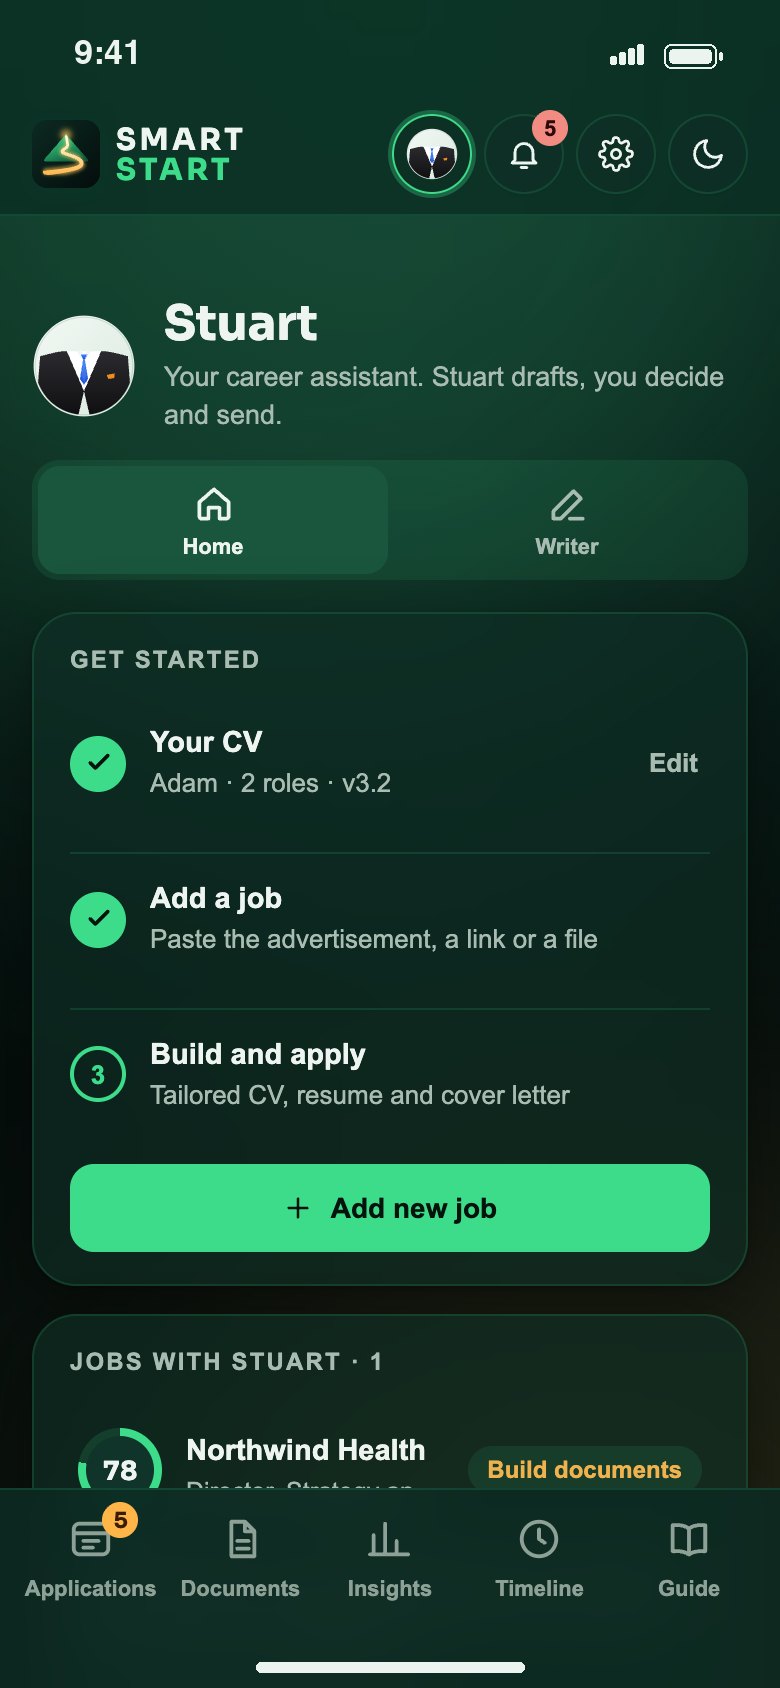 9:41
SMART
START
5
Stuart
Your career assistant. Stuart drafts, you decide
and send.
Home
Writer
GET STARTED
Your CV
Adam · 2 roles · v3.2
Edit
Add a job
Paste the advertisement, a link or a file
3
Build and apply
Tailored CV, resume and cover letter
+ Add new job
JOBS WITH STUART · 1
78
Northwind Health
Build documents
Director, Strategy an
5
Applications
Documents
Insights
Timeline
Guide